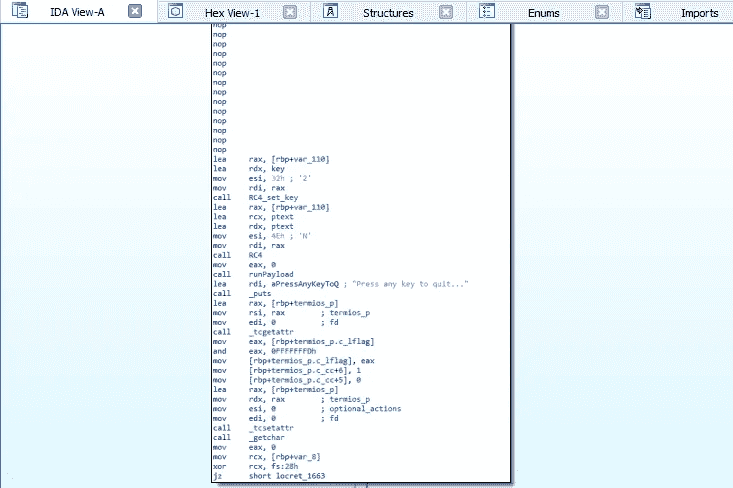 IDA View-A Hex View-1 Structures Enums Imports
nop
nop
nop
nop
nop
nop
nop
nop
nop
nop
nop
nop
nop
nop
lea rax, [rbp+var_110]
lea rdx, key
mov esi, 32h ; '2'
mov rdi, rax
call RC4_set_key
lea rax, [rbp+var_110]
lea rcx, ptext
lea rdx, ptext
mov esi, 4Eh ; 'N'
mov rdi, rax
call RC4
mov eax, 0
call runPayload
lea rdi, aPressAnyKeyToQ ; "Press any key to quit..."
call _puts
lea rax, [rbp+termios_p]
mov rsi, rax ; termios_p
mov edi, 0 ; fd
call _tcgetattr
mov eax, [rbp+termios_p.c_lflag]
and eax, 0FFFFFFFDh
mov [rbp+termios_p.c_lflag], eax
mov [rbp+termios_p.c_cc+6], 1
mov [rbp+termios_p.c_cc+5], 0
lea rax, [rbp+termios_p]
mov rdx, rax ; termios_p
mov esi, 0 ; optional_actions
mov edi, 0 ; fd
call _tcsetattr
call _getchar
mov eax, 0
mov rcx, [rbp+var_8]
xor rcx, fs:28h
jz short locret_1663